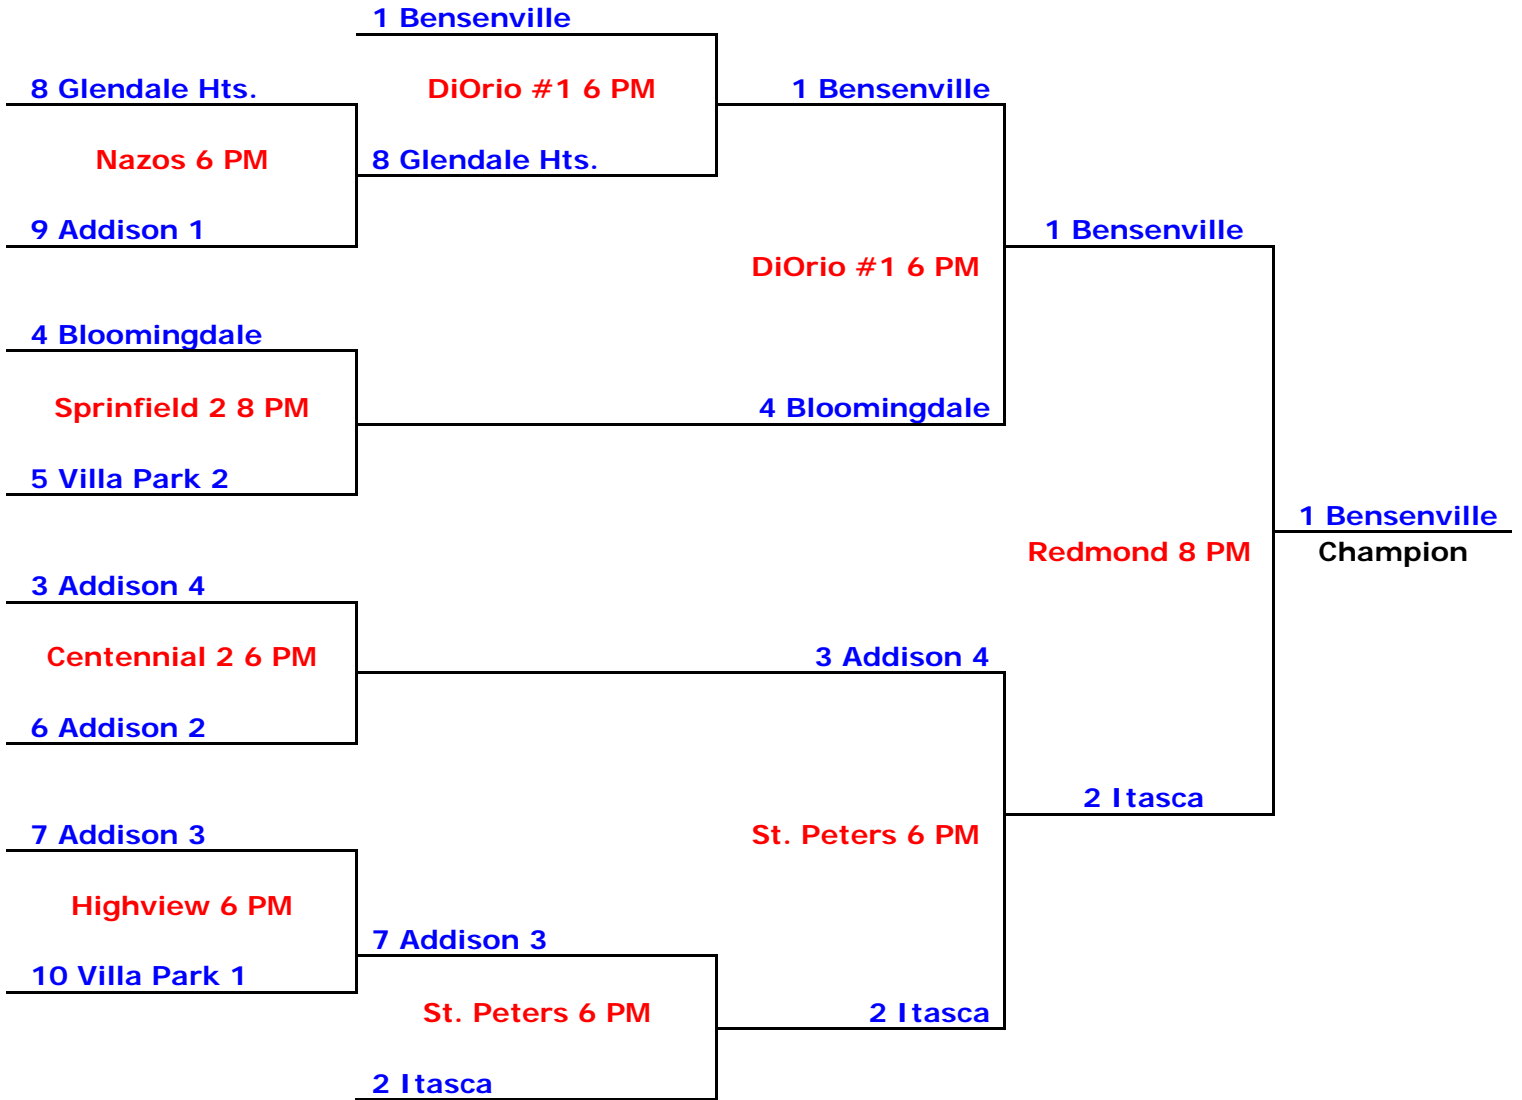 1 Bensenville
8 Glendale Hts.
DiOrio #1 6 PM
1 Bensenville
Nazos 6 PM
8 Glendale Hts.
9 Addison 1
1 Bensenville
DiOrio #1 6 PM
4 Bloomingdale
Sprinfield 2 8 PM
4 Bloomingdale
5 Villa Park 2
1 Bensenville
Redmond 8 PM
Champion
3 Addison 4
Centennial 2 6 PM
3 Addison 4
6 Addison 2
2 Itasca
7 Addison 3
St. Peters 6 PM
Highview 6 PM
7 Addison 3
10 Villa Park 1
St. Peters 6 PM
2 Itasca
2 Itasca